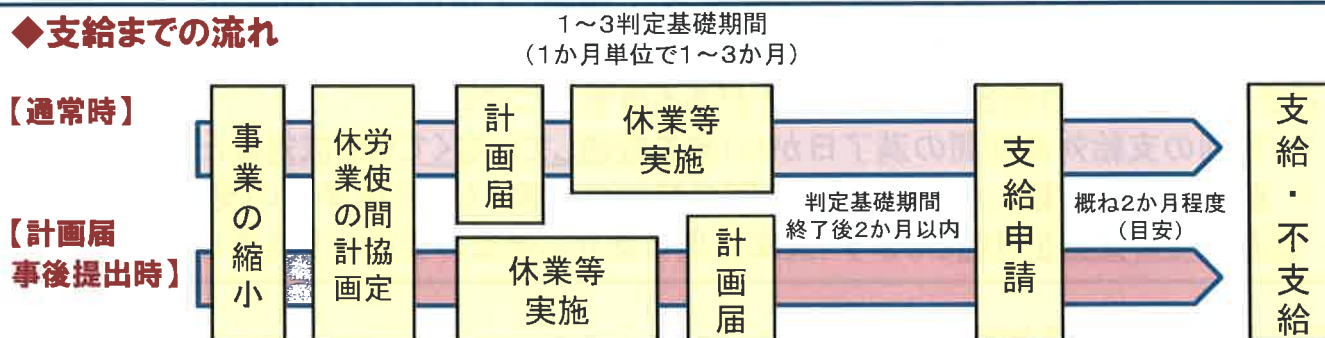 ◆支給までの流れ
1～3判定基礎期間
（1か月単位で1～3か月）
【通常時】
事業の縮小
労使間協定
休業の計画
計画届
休業等
実施
支給申請
支給・不支給
判定基礎期間
終了後2か月以内
概ね2か月程度
（目安）
【計画届
事後提出時】
休業等
実施
計画届